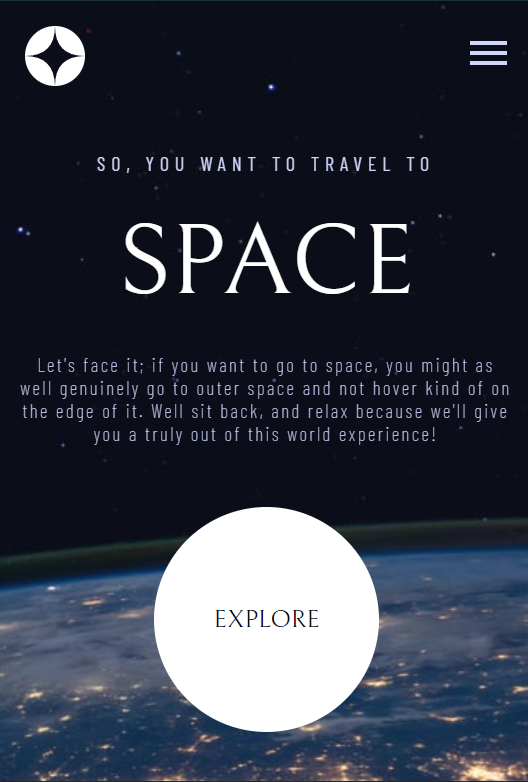 SO, YOU WANT TO TRAVEL TO
SPACE
Let's face it; if you want to go to space, you might as
well genuinely go to outer space and not hover kind of on
the edge of it. Well sit back, and relax because we'll give
you a truly out of this world experience!
EXPLORE